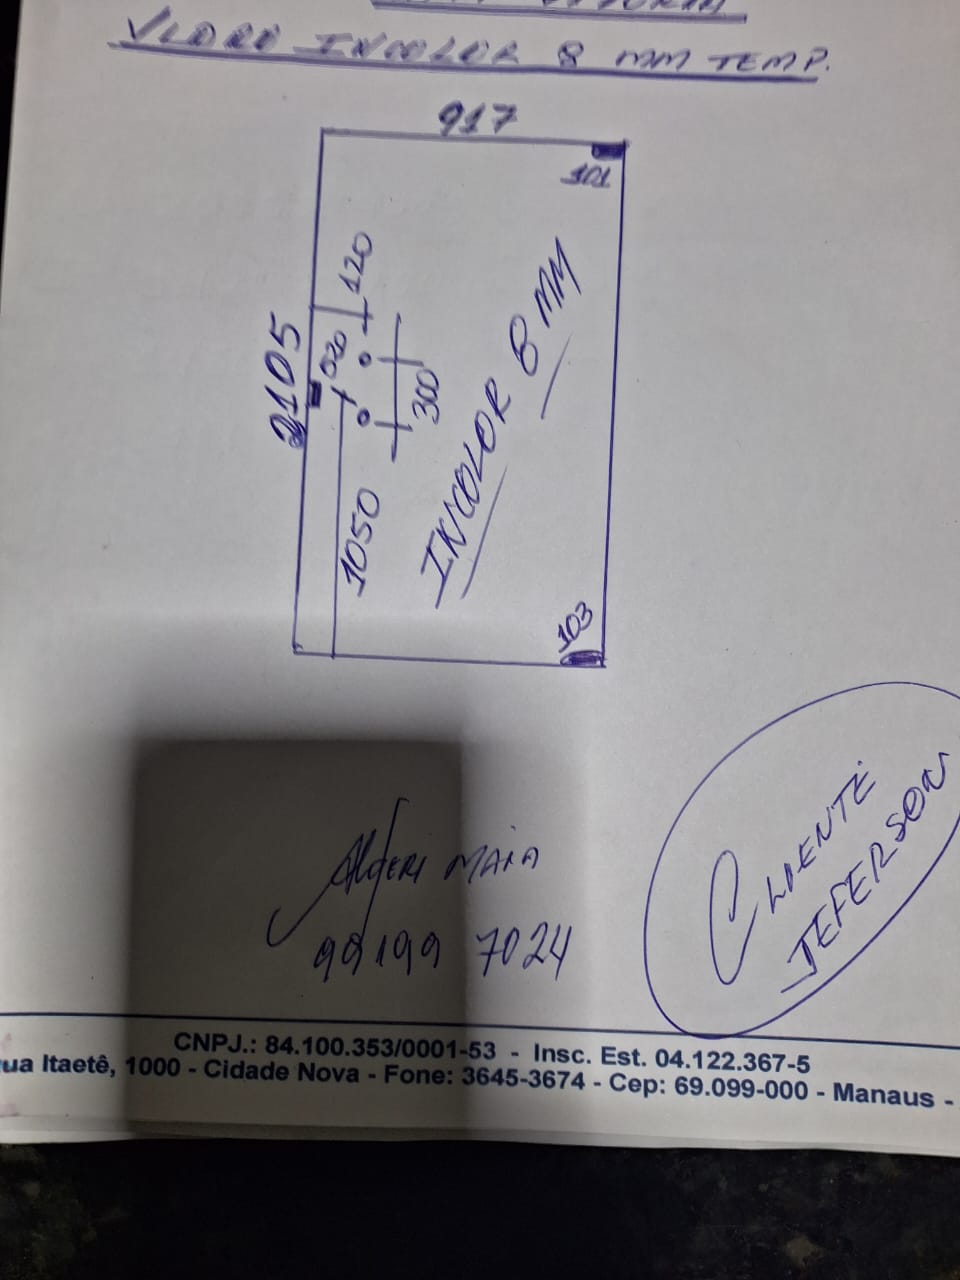 VIDRO INCOLOR 8 MM TEMP.
917
101
120
2105
520
300
INCOLOR 8 MM
1050
103
CLIENTE
JEFERSON
ALGERI MAIA
99199 7024
CNPJ.: 84.100.353/0001-53 - Insc. Est. 04.122.367-5
ua Itaetê, 1000 - Cidade Nova - Fone: 3645-3674 - Cep: 69.099-000 - Manaus -